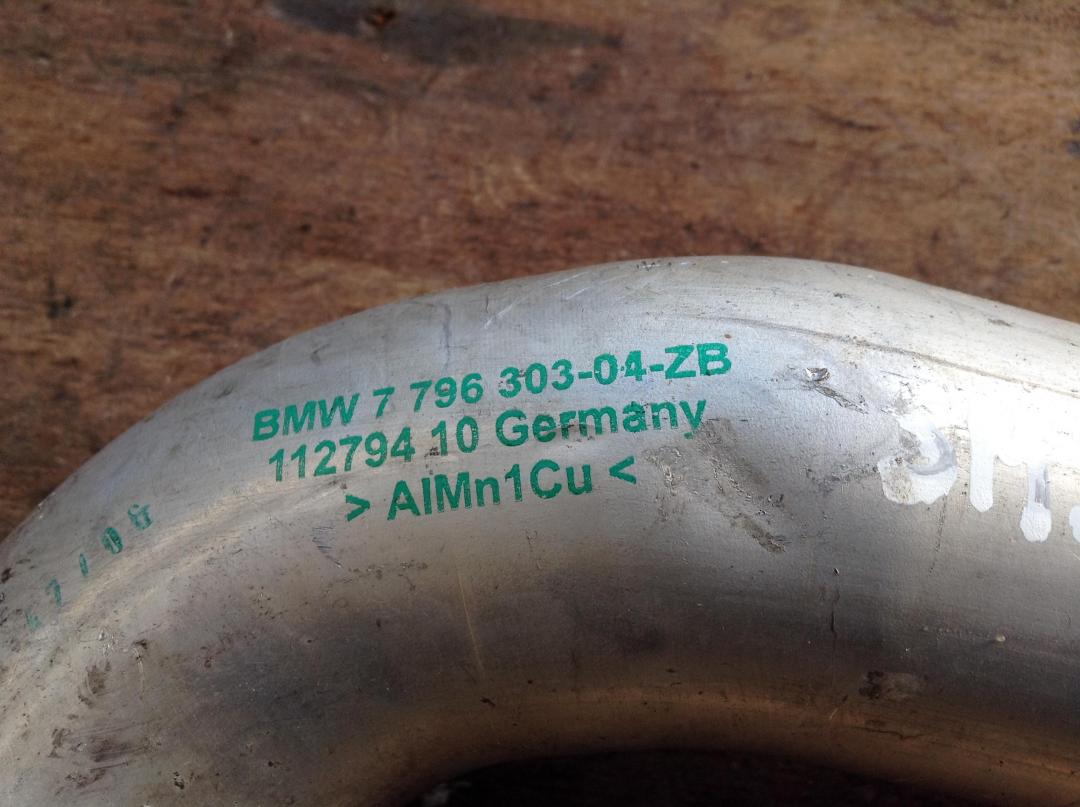 BMW 7 796 303-04-ZB
112794 10 Germany
> AlMn1Cu <